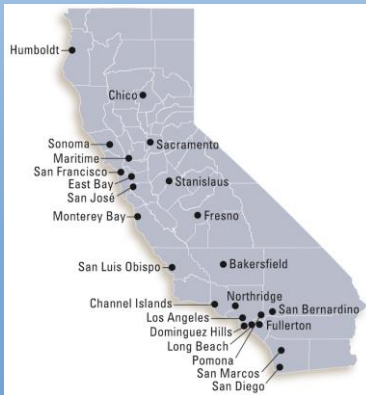 Humboldt
Chico
Sonoma
Sacramento
Maritime
San Francisco
East Bay
Stanislaus
San José
Monterey Bay
Fresno
San Luis Obispo
Bakersfield
Channel Islands
Northridge
San Bernardino
Los Angeles
Fullerton
Dominguez Hills
Long Beach
Pomona
San Marcos
San Diego